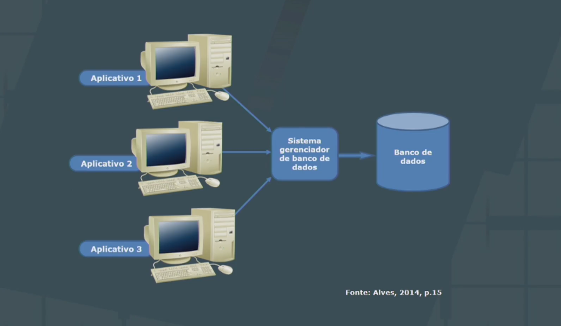 Aplicativo 1
Aplicativo 2
Aplicativo 3
Sistema
gerenciador
de banco de
dados
Banco de
dados
Fonte: Alves, 2014, p.15